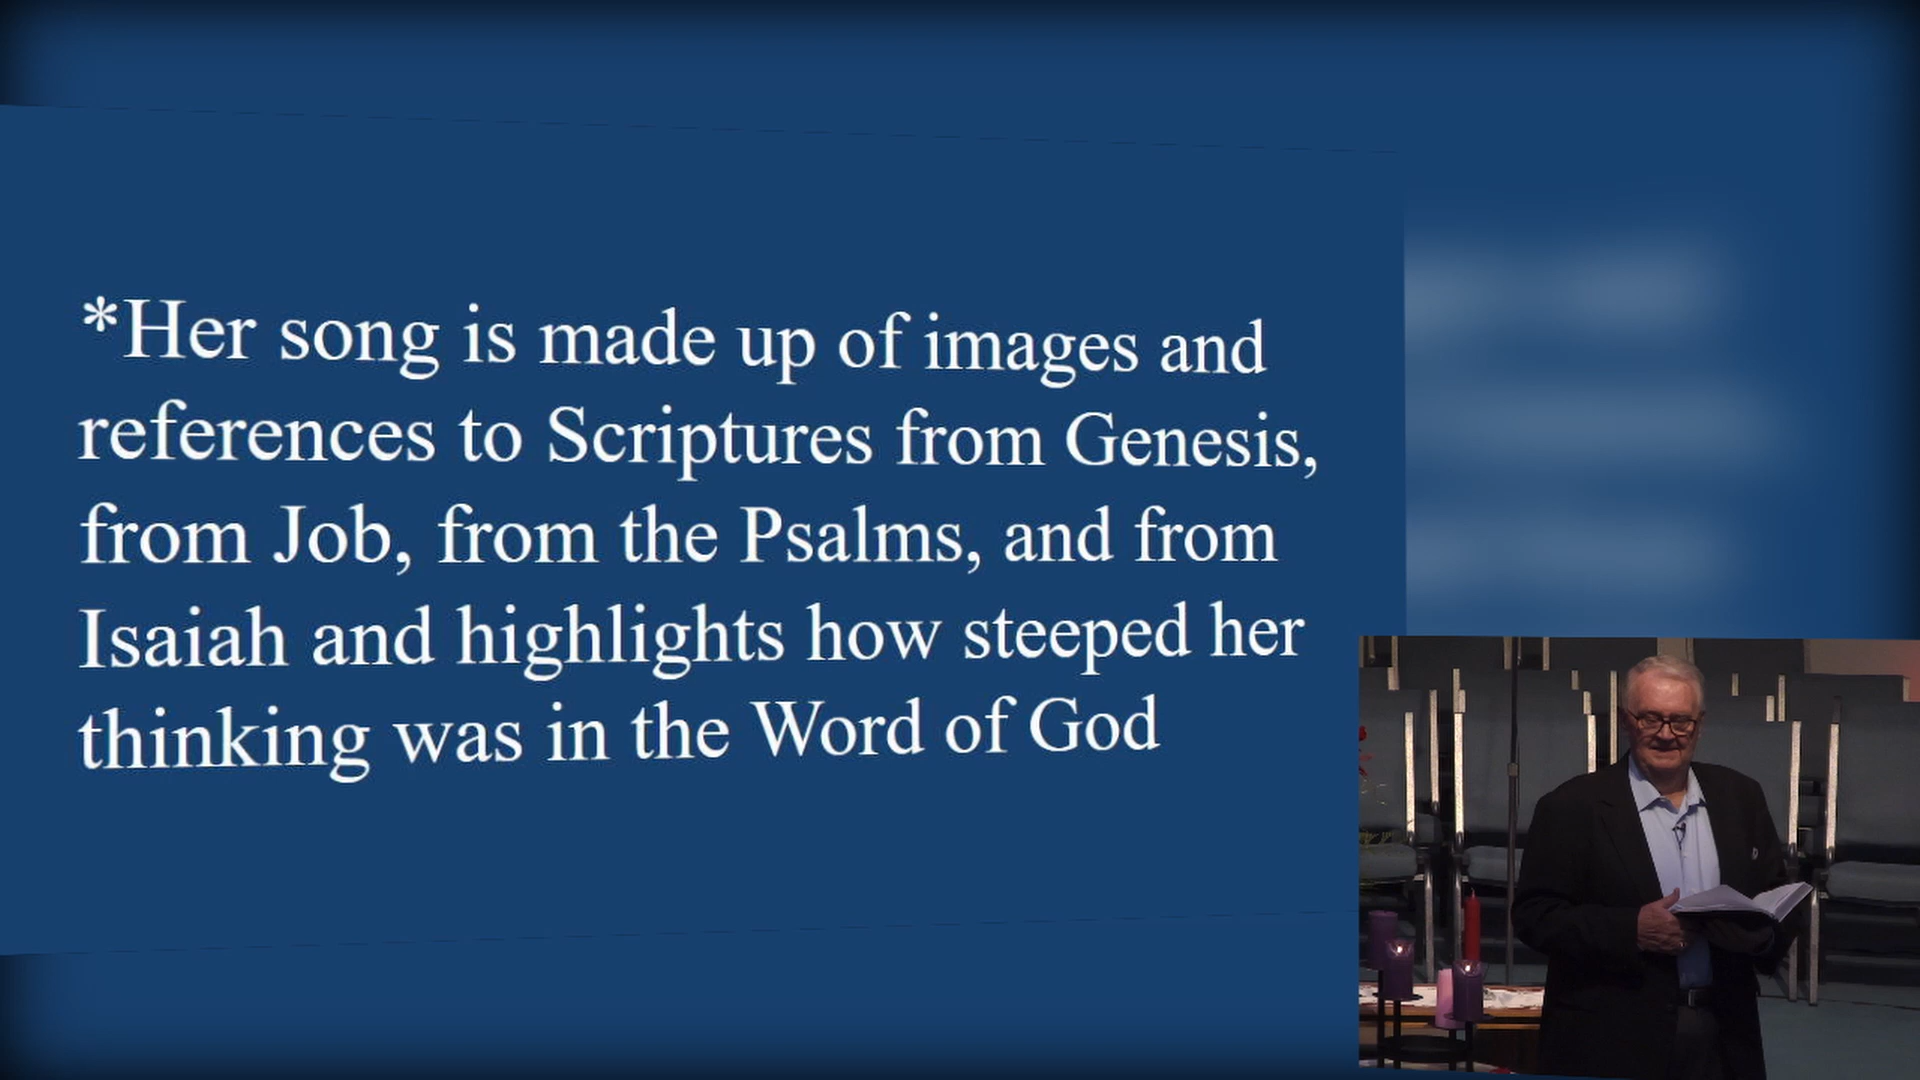 *Her song is made up of images and
references to Scriptures from Genesis,
from Job, from the Psalms, and from
Isaiah and highlights how steeped her
thinking was in the Word of God